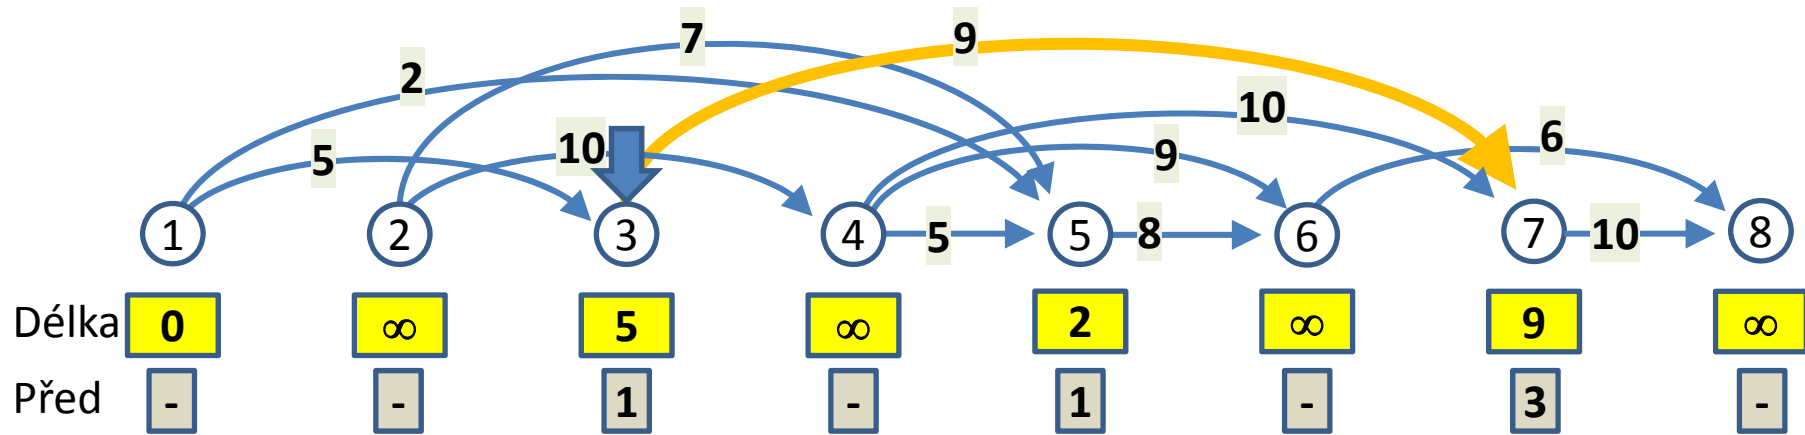 7 9
2
10 6
5 10 9
1 2 3 4 5 5 8 6 7 10 8
Délka 0 ∞ 5 ∞ 2 ∞ 9 ∞
Před - - 1 - 1 - 3 -